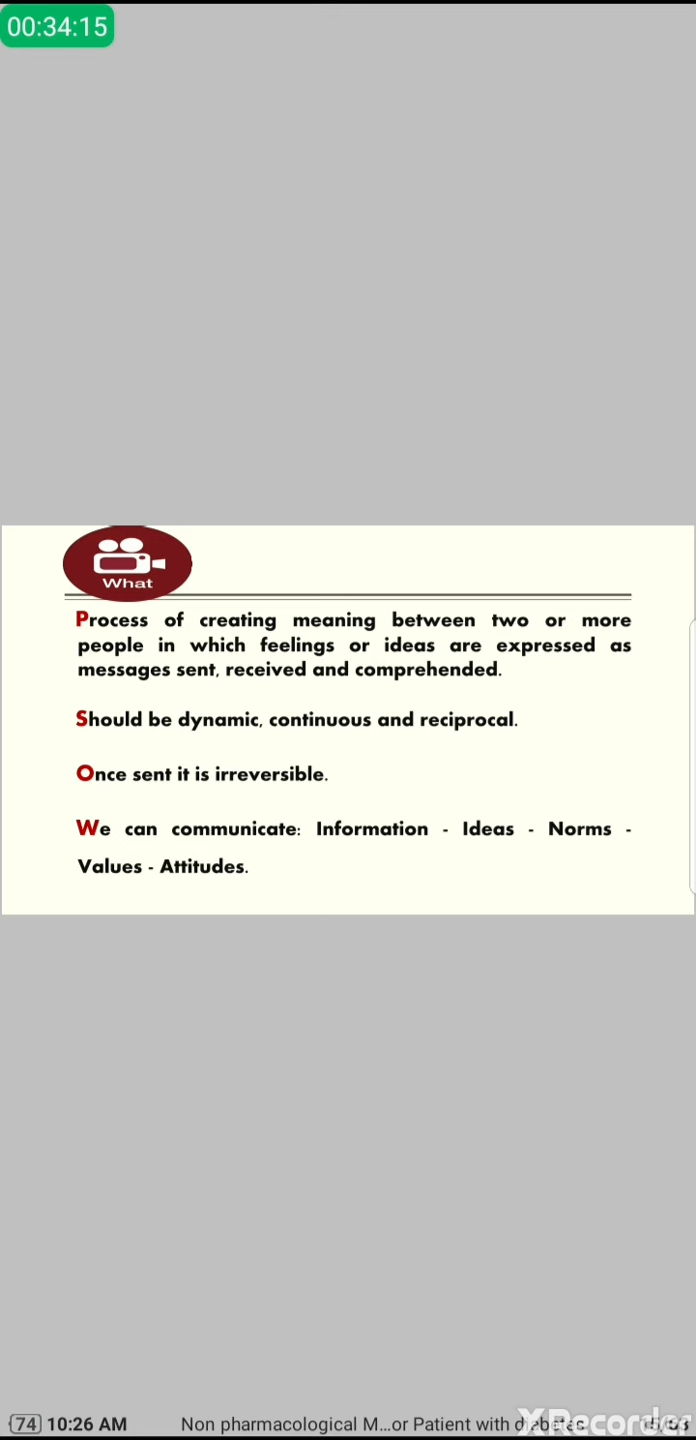 00:34:15
What
Process of creating meaning between two or more
people in which feelings or ideas are expressed as
messages sent, received and comprehended.
Should be dynamic, continuous and reciprocal.
Once sent it is irreversible.
We can communicate: Information - Ideas - Norms -
Values - Attitudes.
74 10:26 AM Non pharmacological M...or Patient with diabetes
XRecorder